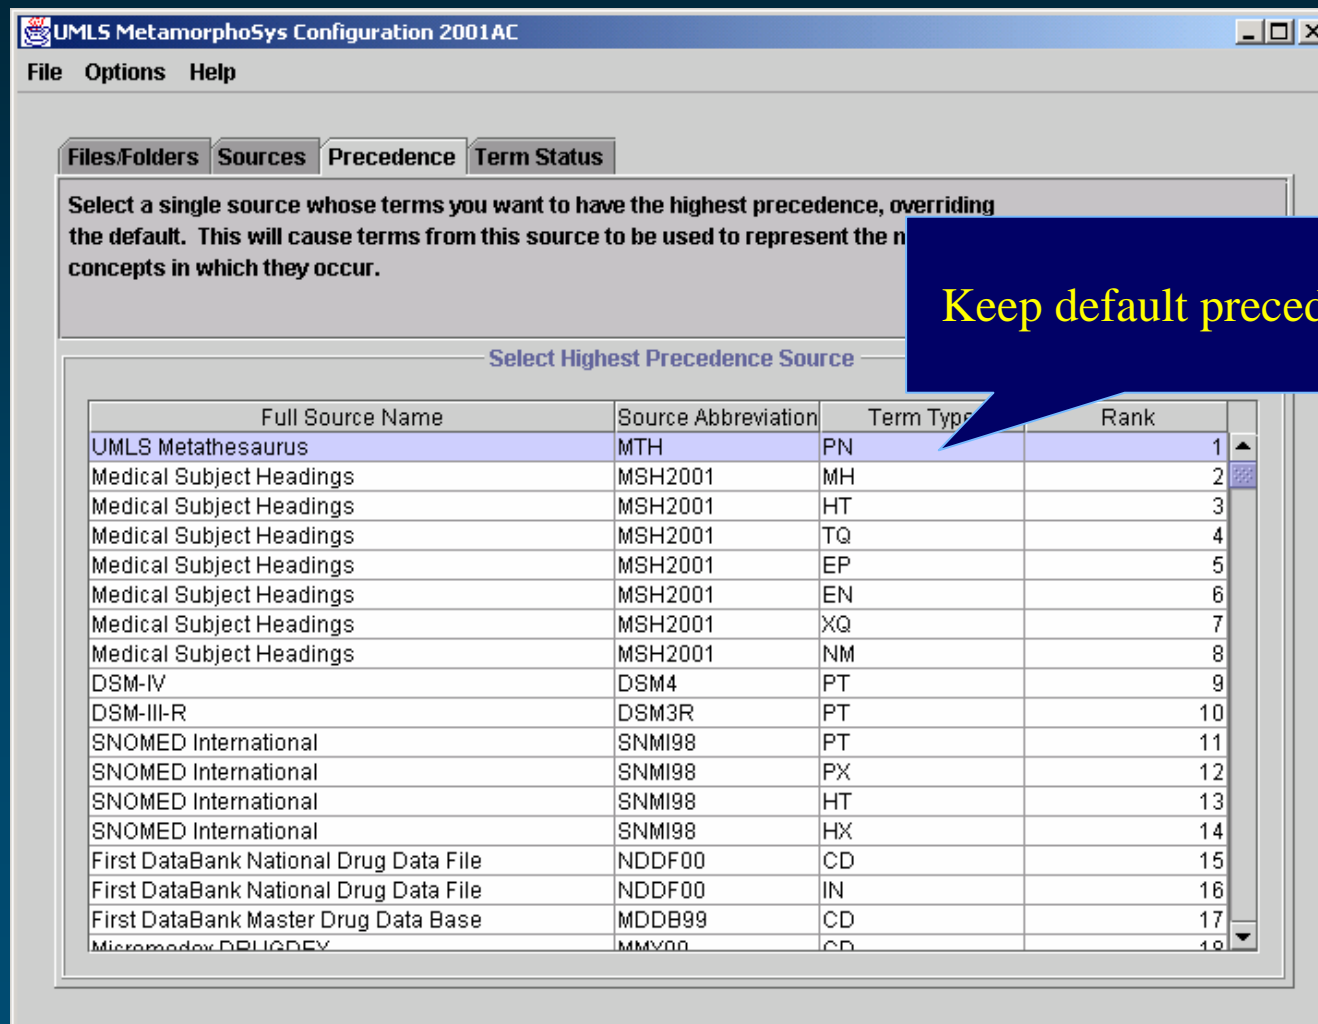 UMLS MetamorphoSys Configuration 2001AC
File Options Help
Files/Folders Sources Precedence Term Status
Select a single source whose terms you want to have the highest precedence, overriding
the default. This will cause terms from this source to be used to represent the n
concepts in which they occur.
Keep default preced
Select Highest Precedence Source
Full Source Name Source Abbreviation Term Type Rank
UMLS Metathesaurus MTH PN 1
Medical Subject Headings MSH2001 MH 2
Medical Subject Headings MSH2001 HT 3
Medical Subject Headings MSH2001 TQ 4
Medical Subject Headings MSH2001 EP 5
Medical Subject Headings MSH2001 EN 6
Medical Subject Headings MSH2001 XQ 7
Medical Subject Headings MSH2001 NM 8
DSM-IV DSM4 PT 9
DSM-III-R DSM3R PT 10
SNOMED International SNMI98 PT 11
SNOMED International SNMI98 PX 12
SNOMED International SNMI98 HT 13
SNOMED International SNMI98 HX 14
First DataBank National Drug Data File NDDF00 CD 15
First DataBank National Drug Data File NDDF00 IN 16
First DataBank Master Drug Data Base MDDB99 CD 17
Micromedex DRUGDEX MMX00 CD 18